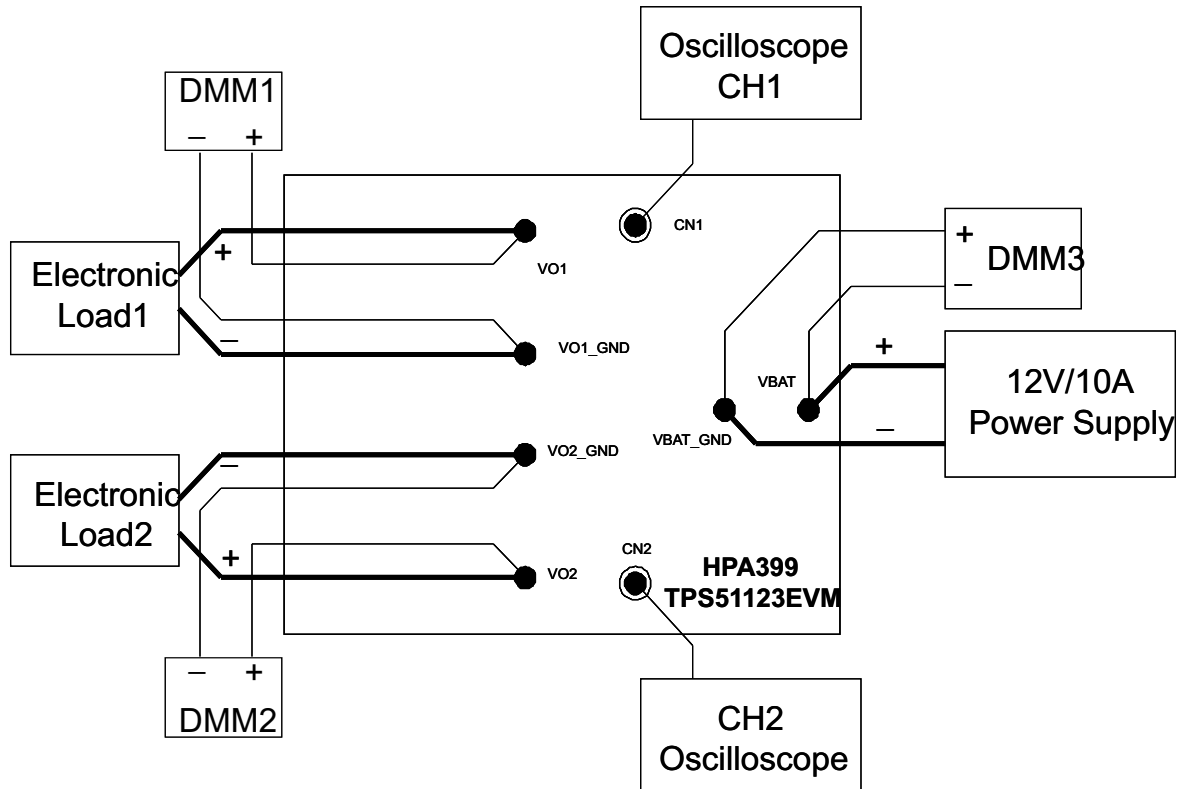 Oscilloscope
CH1
DMM1
− +
CN1
+
DMM3
−
+
VO1
Electronic
Load1
−
VO1_GND
+
12V/10A
Power Supply
VBAT
VBAT_GND
−
VO2_GND
−
Electronic
Load2
+
VO2
CN2
HPA399
TPS51123EVM
− +
DMM2
CH2
Oscilloscope